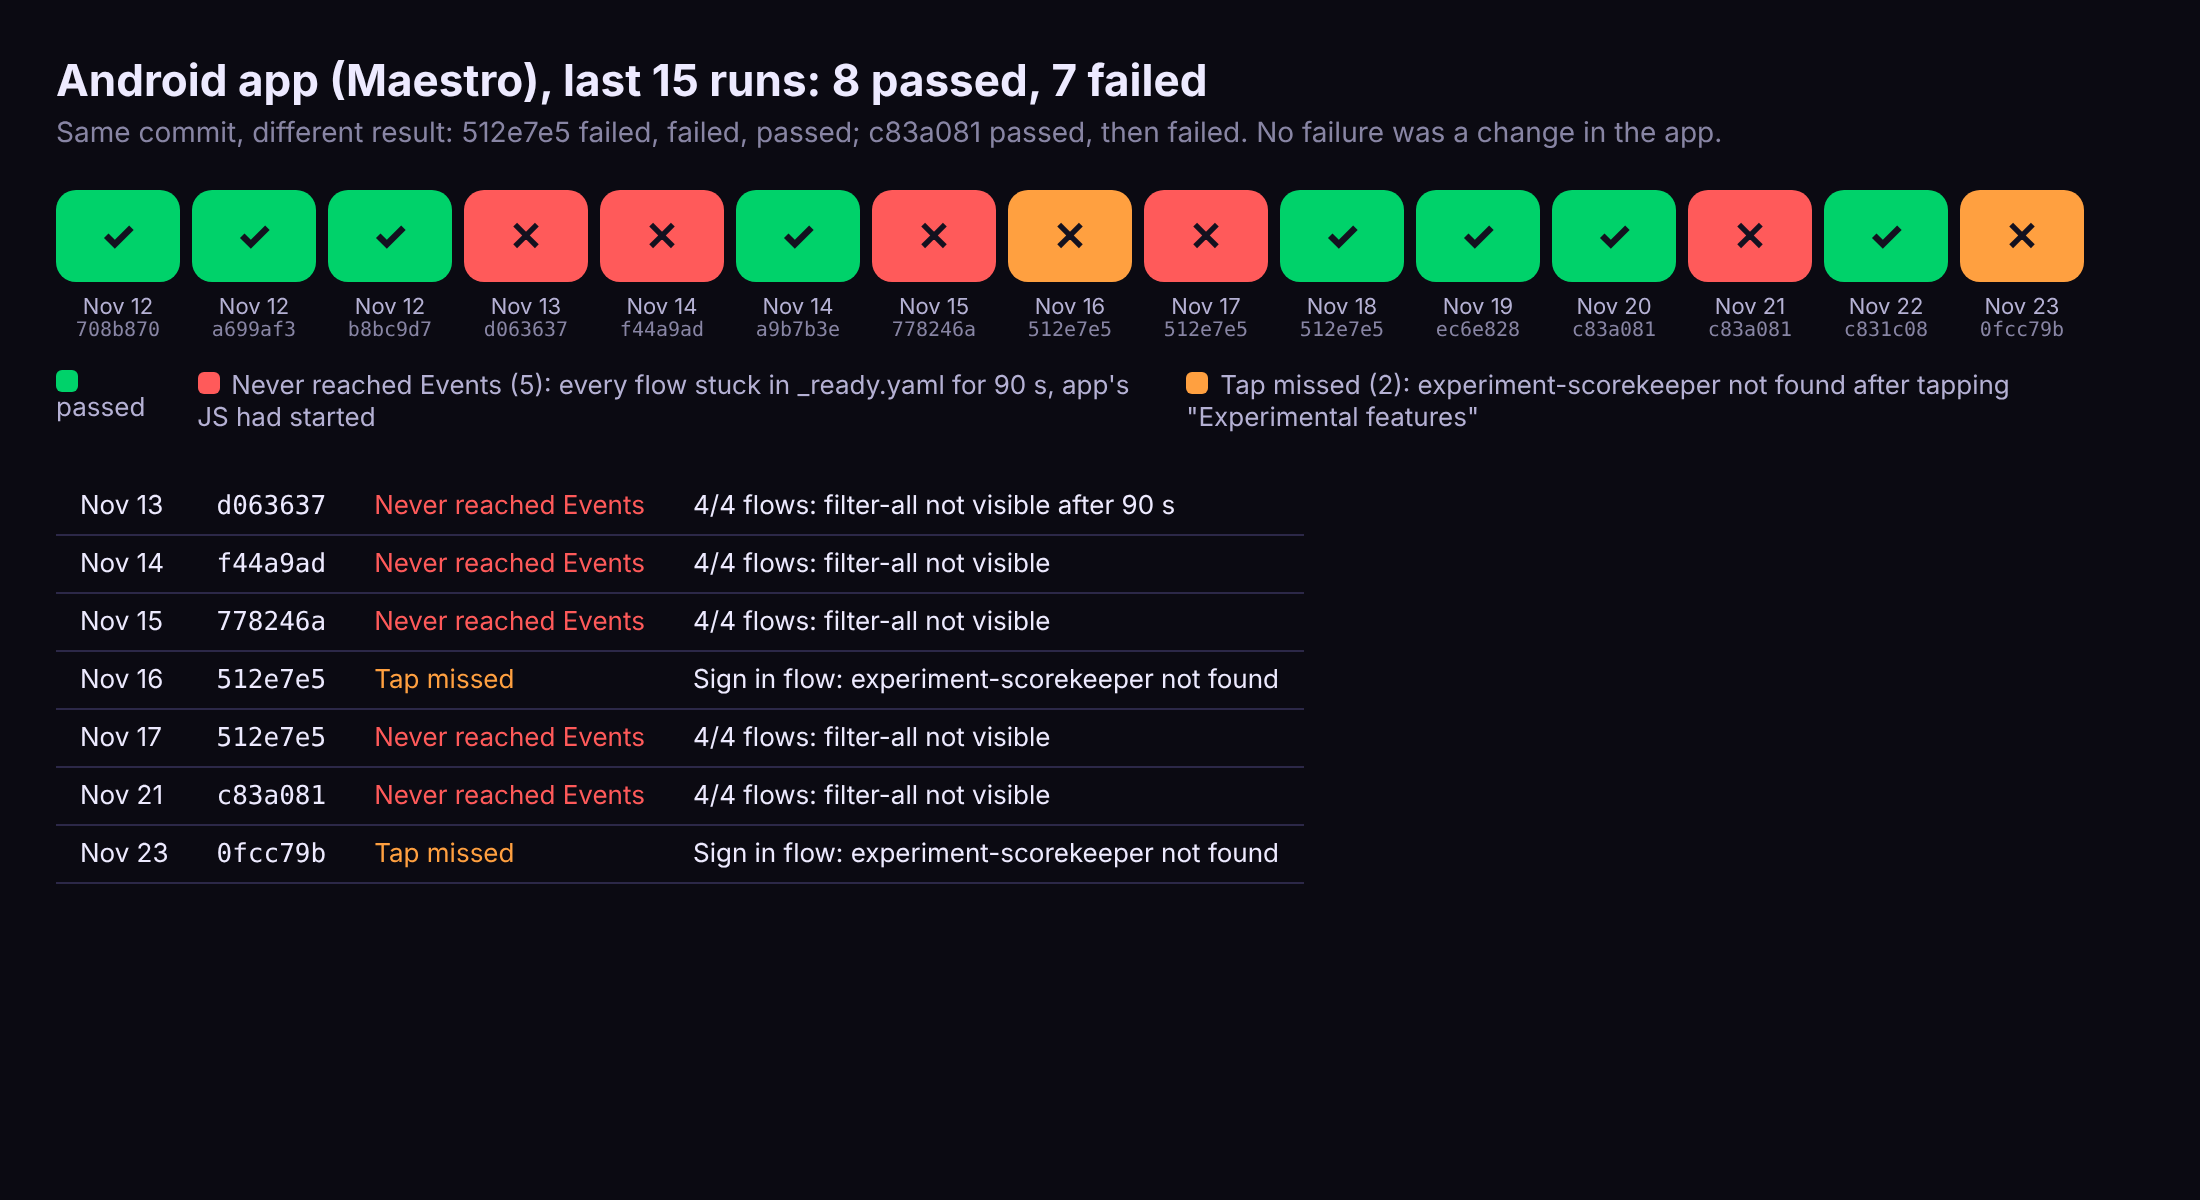 Android app (Maestro), last 15 runs: 8 passed, 7 failed
Same commit, different result: 512e7e5 failed, failed, passed; c83a081 passed, then failed. No failure was a change in the app.
Nov 12 Nov 12 Nov 12 Nov 13 Nov 14 Nov 14 Nov 15 Nov 16 Nov 17 Nov 18 Nov 19 Nov 20 Nov 21 Nov 22 Nov 23
708b870 a699af3 b8bc9d7 d063637 f44a9ad a9b7b3e 778246a 512e7e5 512e7e5 512e7e5 ec6e828 c83a081 c83a081 c831c08 0fcc79b
passed
Never reached Events (5): every flow stuck in _ready.yaml for 90 s, app's
JS had started
Tap missed (2): experiment-scorekeeper not found after tapping
"Experimental features"
Nov 13 d063637 Never reached Events 4/4 flows: filter-all not visible after 90 s
Nov 14 f44a9ad Never reached Events 4/4 flows: filter-all not visible
Nov 15 778246a Never reached Events 4/4 flows: filter-all not visible
Nov 16 512e7e5 Tap missed Sign in flow: experiment-scorekeeper not found
Nov 17 512e7e5 Never reached Events 4/4 flows: filter-all not visible
Nov 21 c83a081 Never reached Events 4/4 flows: filter-all not visible
Nov 23 0fcc79b Tap missed Sign in flow: experiment-scorekeeper not found